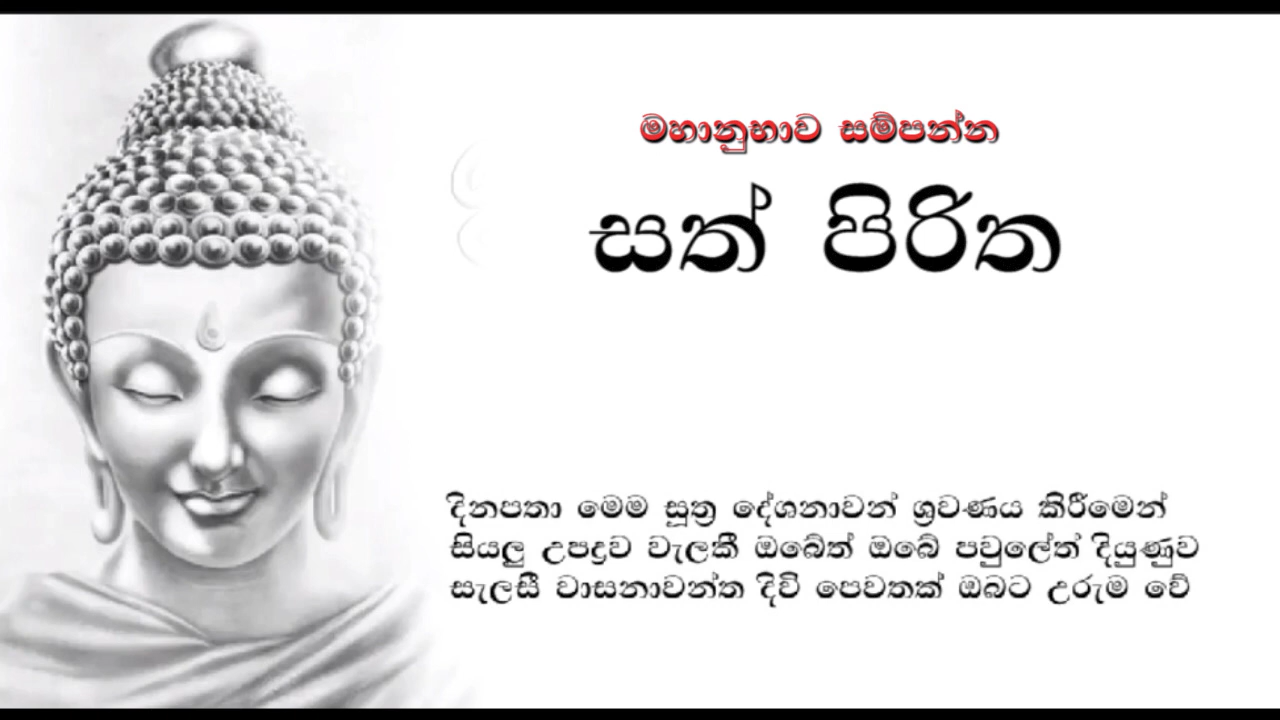 මහානුභාව සම්පන්න
සත් පිරිත
දිනපතා මෙම සූත්‍ර දේශනාවන් ශ්‍රවණය කිරීමෙන්
සියලු උපද්‍රව වැලකී ඔබේත් ඔබේ පවුලේත් දියුණුව
සැලසී වාසනාවන්ත දිවි පෙවතක් ඔබට උරුම වේ